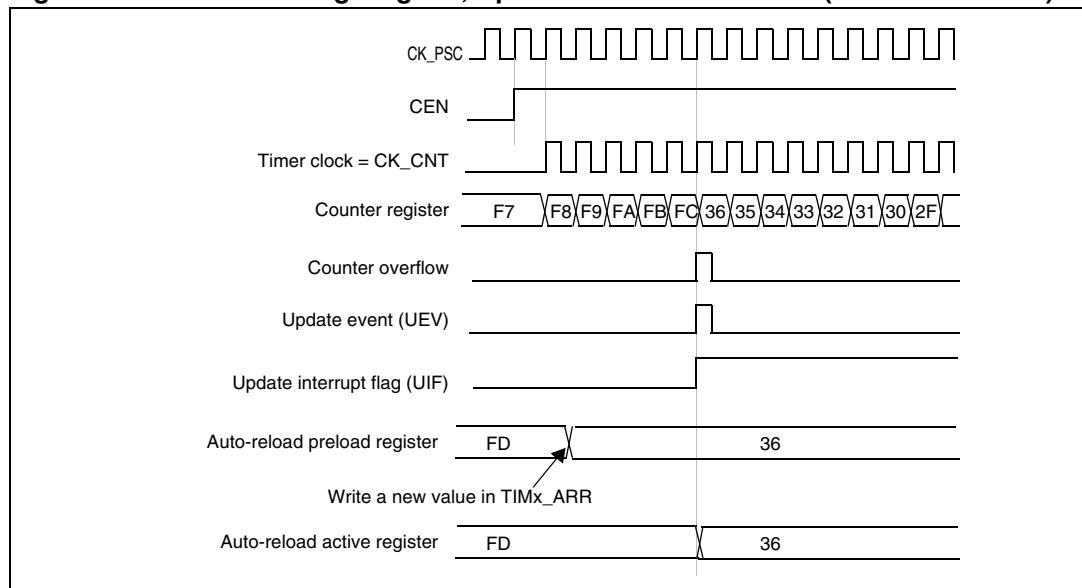 CK_PSC
CEN
Timer clock = CK_CNT
Counter register F7 F8 F9 FA FB FC 36 35 34 33 32 31 30 2F
Counter overflow
Update event (UEV)
Update interrupt flag (UIF)
Auto-reload preload register FD 36
Write a new value in TIMx_ARR
Auto-reload active register FD 36